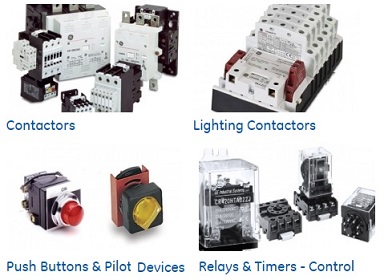 Contactors
Lighting Contactors
Push Buttons & Pilot Devices
Relays & Timers - Control